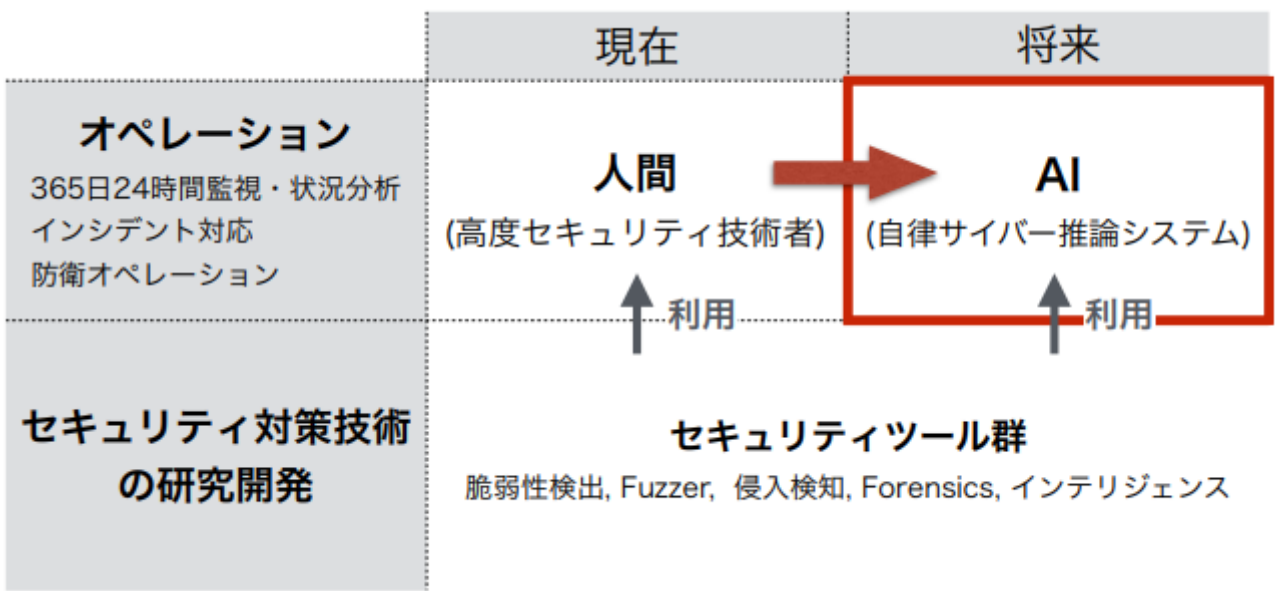 現在
将来
オペレーション
365日24時間監視・状況分析
インシデント対応
防衛オペレーション
人間
(高度セキュリティ技術者)
AI
(自律サイバー推論システム)
利用
利用
セキュリティ対策技術
の研究開発
セキュリティツール群
脆弱性検出, Fuzzer, 侵入検知, Forensics, インテリジェンス